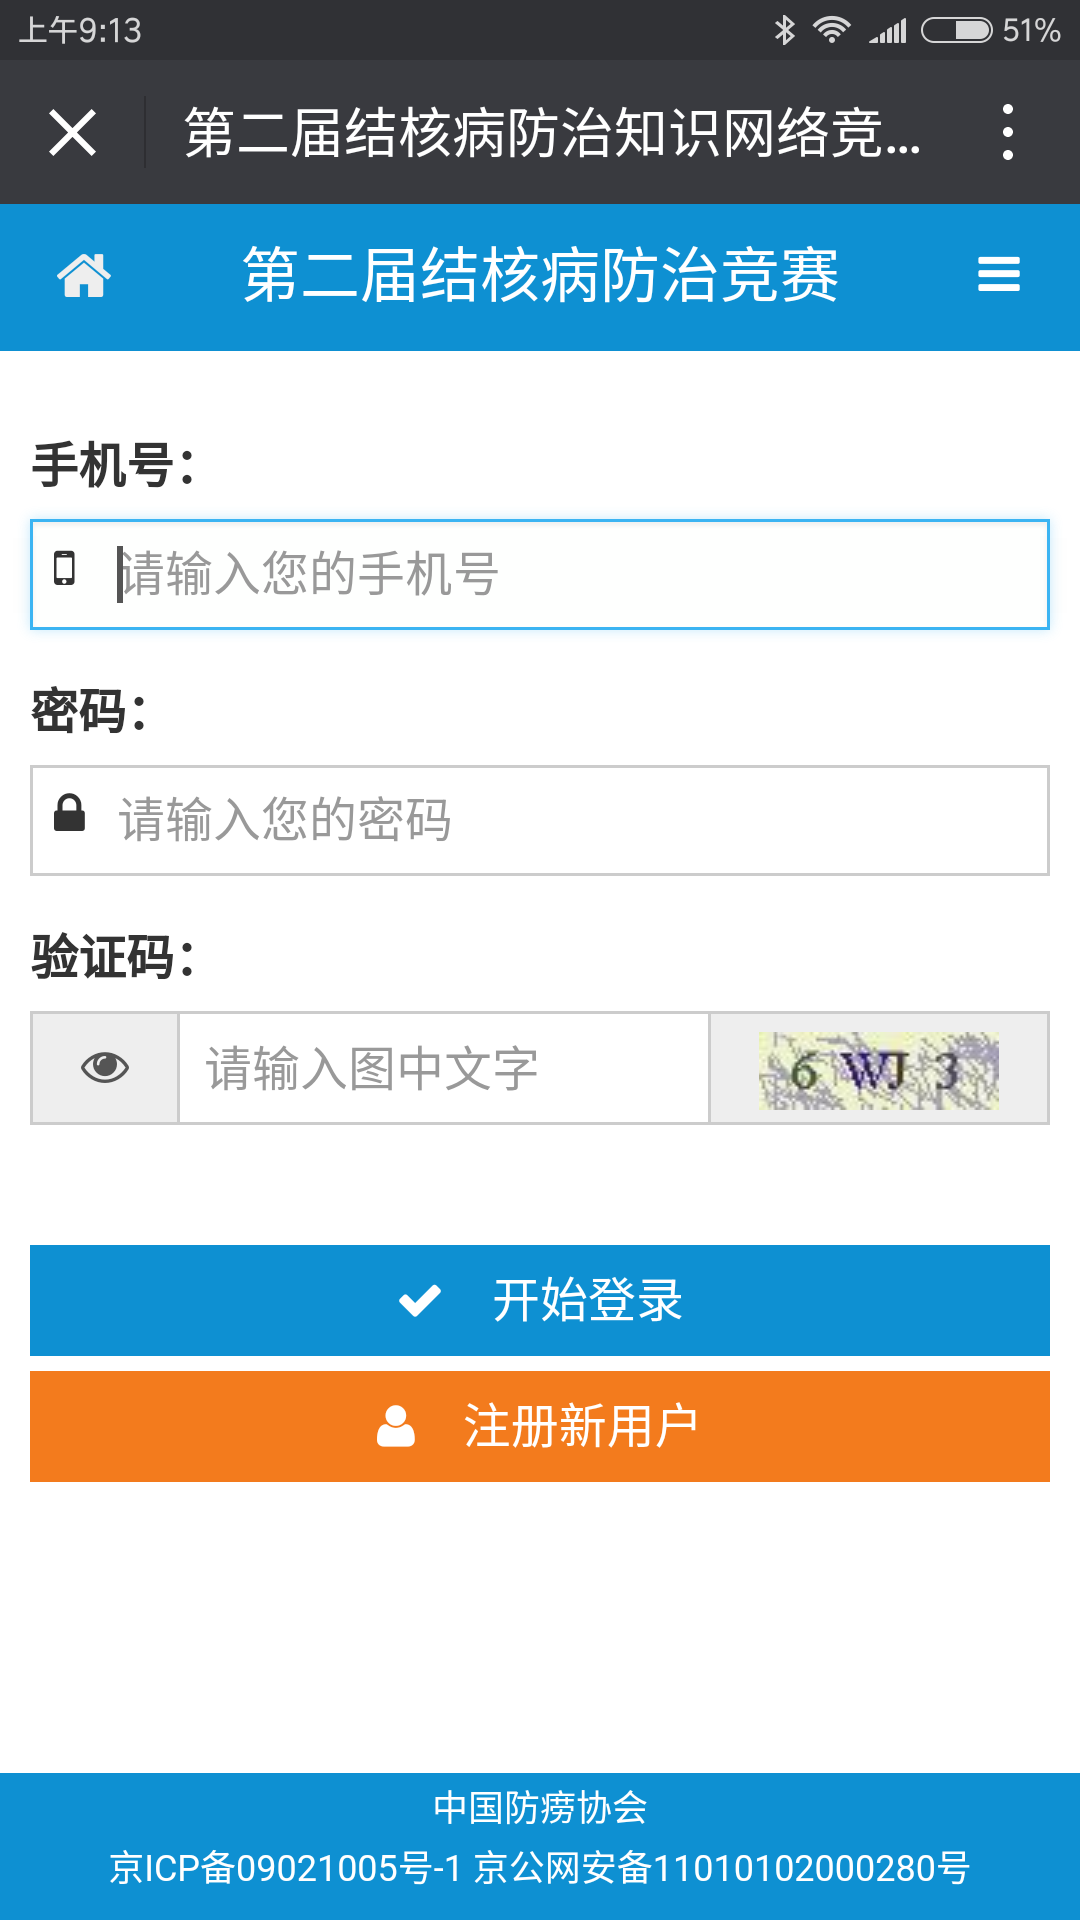 上午9:13
51%
第二届结核病防治知识网络竞...
第二届结核病防治竞赛
手机号：
请输入您的手机号
密码：
请输入您的密码
验证码：
请输入图中文字
6 WJ 3
开始登录
注册新用户
中国防痨协会
京ICP备09021005号-1 京公网安备11010102000280号